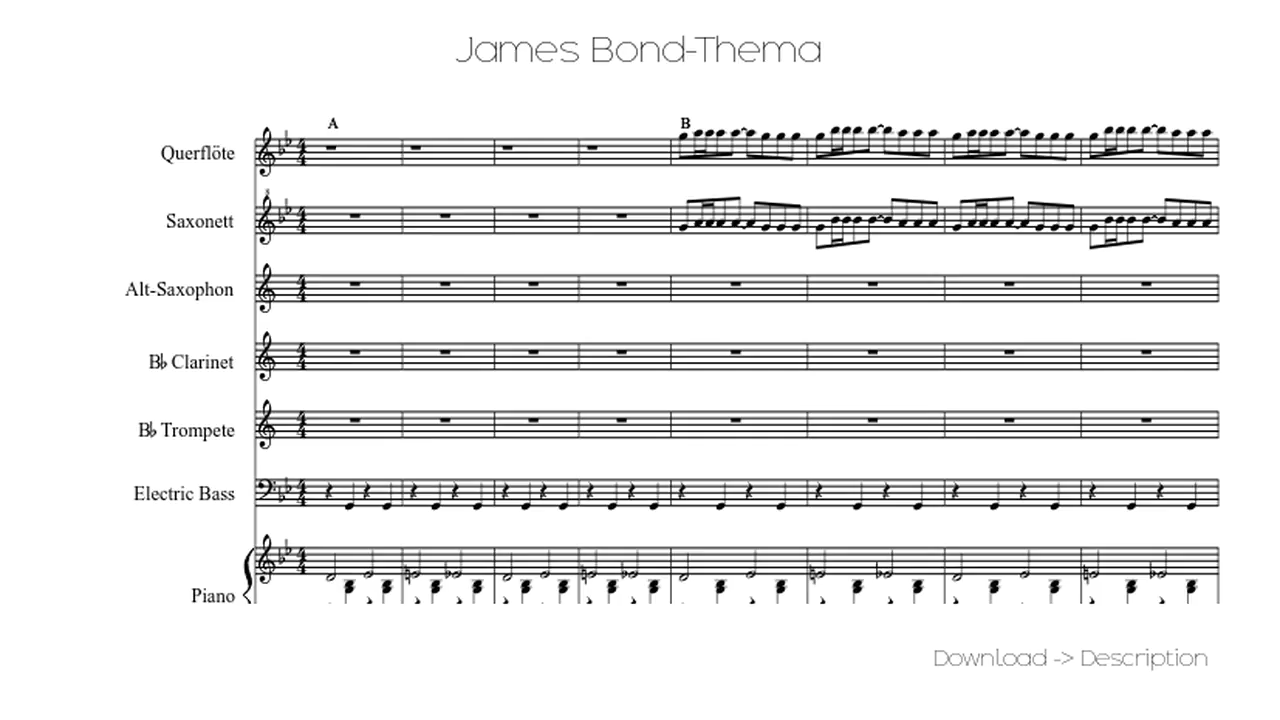 James Bond-Thema
A
B
Querflöte
Saxonett
Alt-Saxophon
B♭ Clarinet
B♭ Trompete
Electric Bass
Piano
Download -> Description